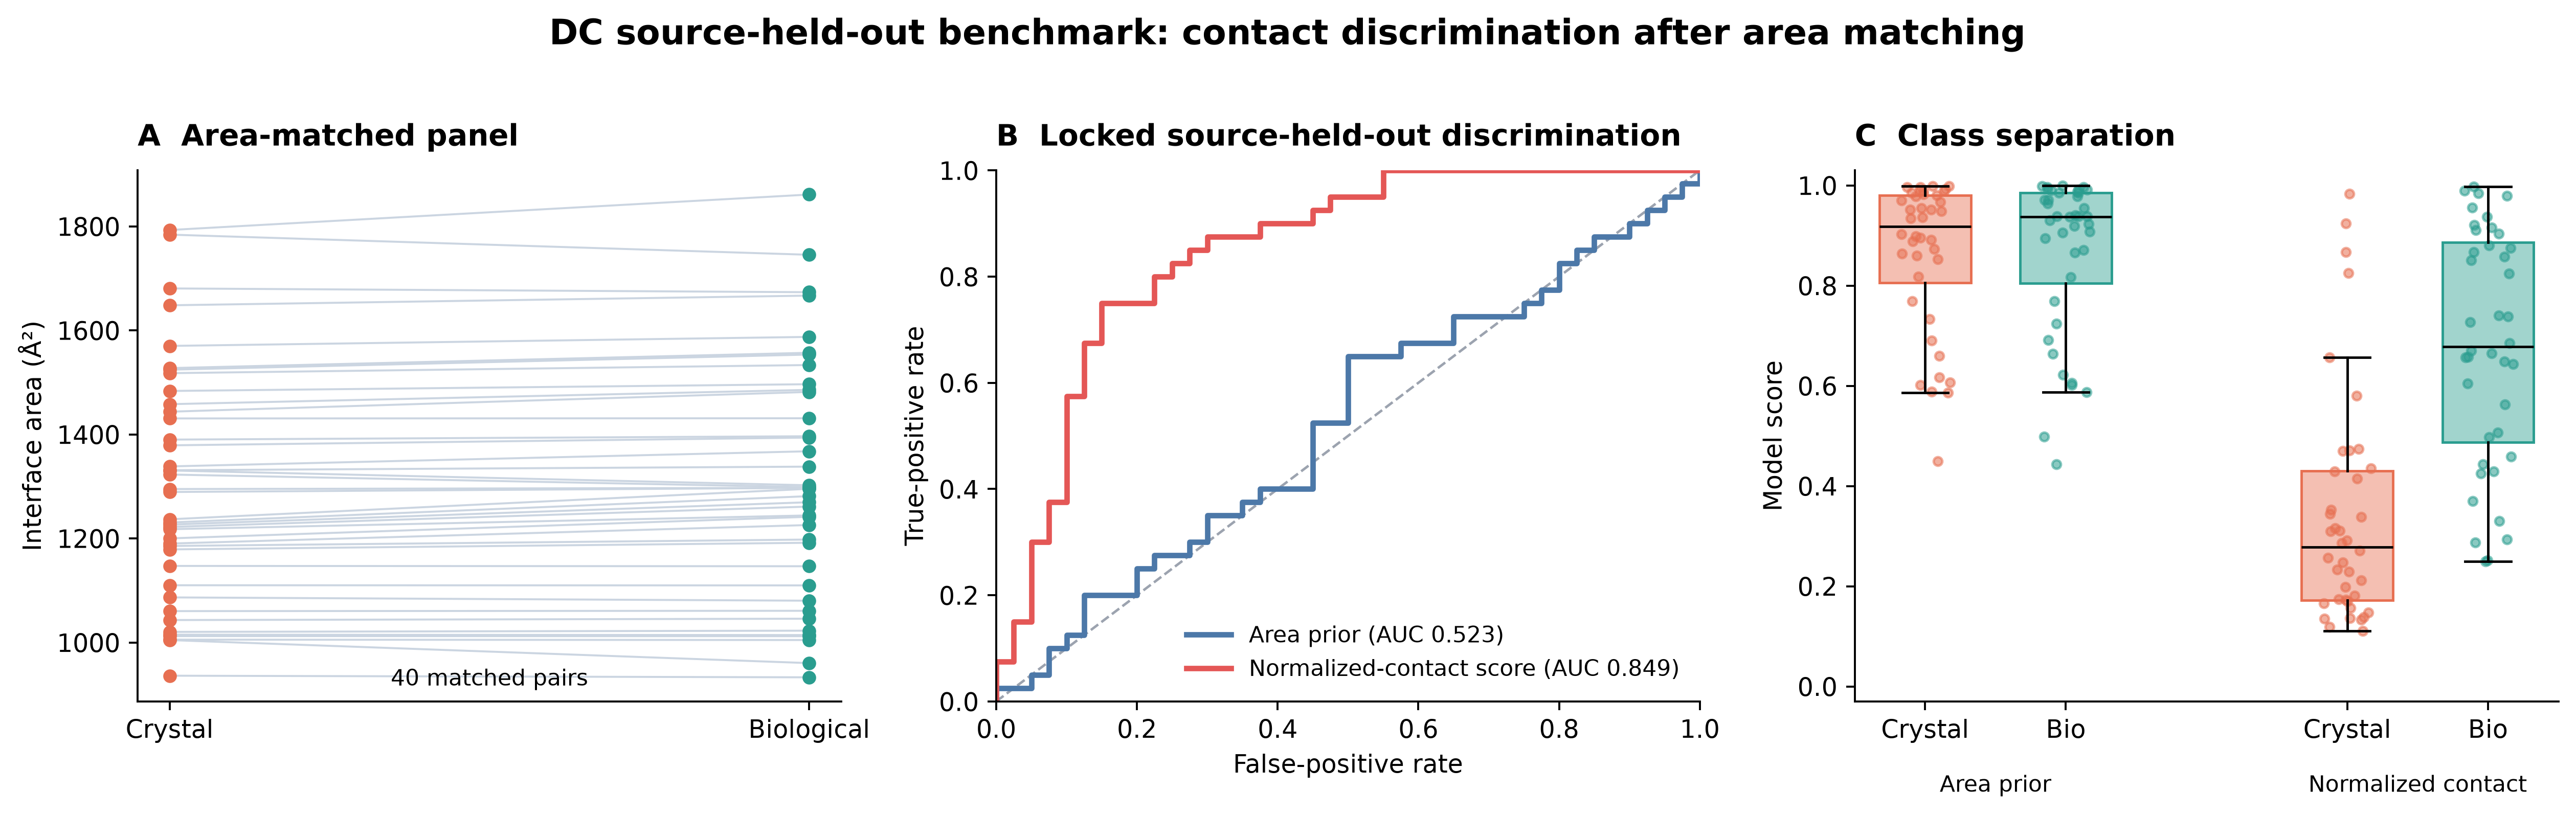 DC source-held-out benchmark: contact discrimination after area matching
A Area-matched panel
Interface area (Å²)
1800
1600
1400
1200
1000
40 matched pairs
Crystal
Biological
B Locked source-held-out discrimination
True-positive rate
1.0
0.8
0.6
0.4
0.2
0.0
Area prior (AUC 0.523)
Normalized-contact score (AUC 0.849)
0.0 0.2 0.4 0.6 0.8 1.0
False-positive rate
C Class separation
Model score
1.0
0.8
0.6
0.4
0.2
0.0
Crystal Bio Crystal Bio
Area prior Normalized contact